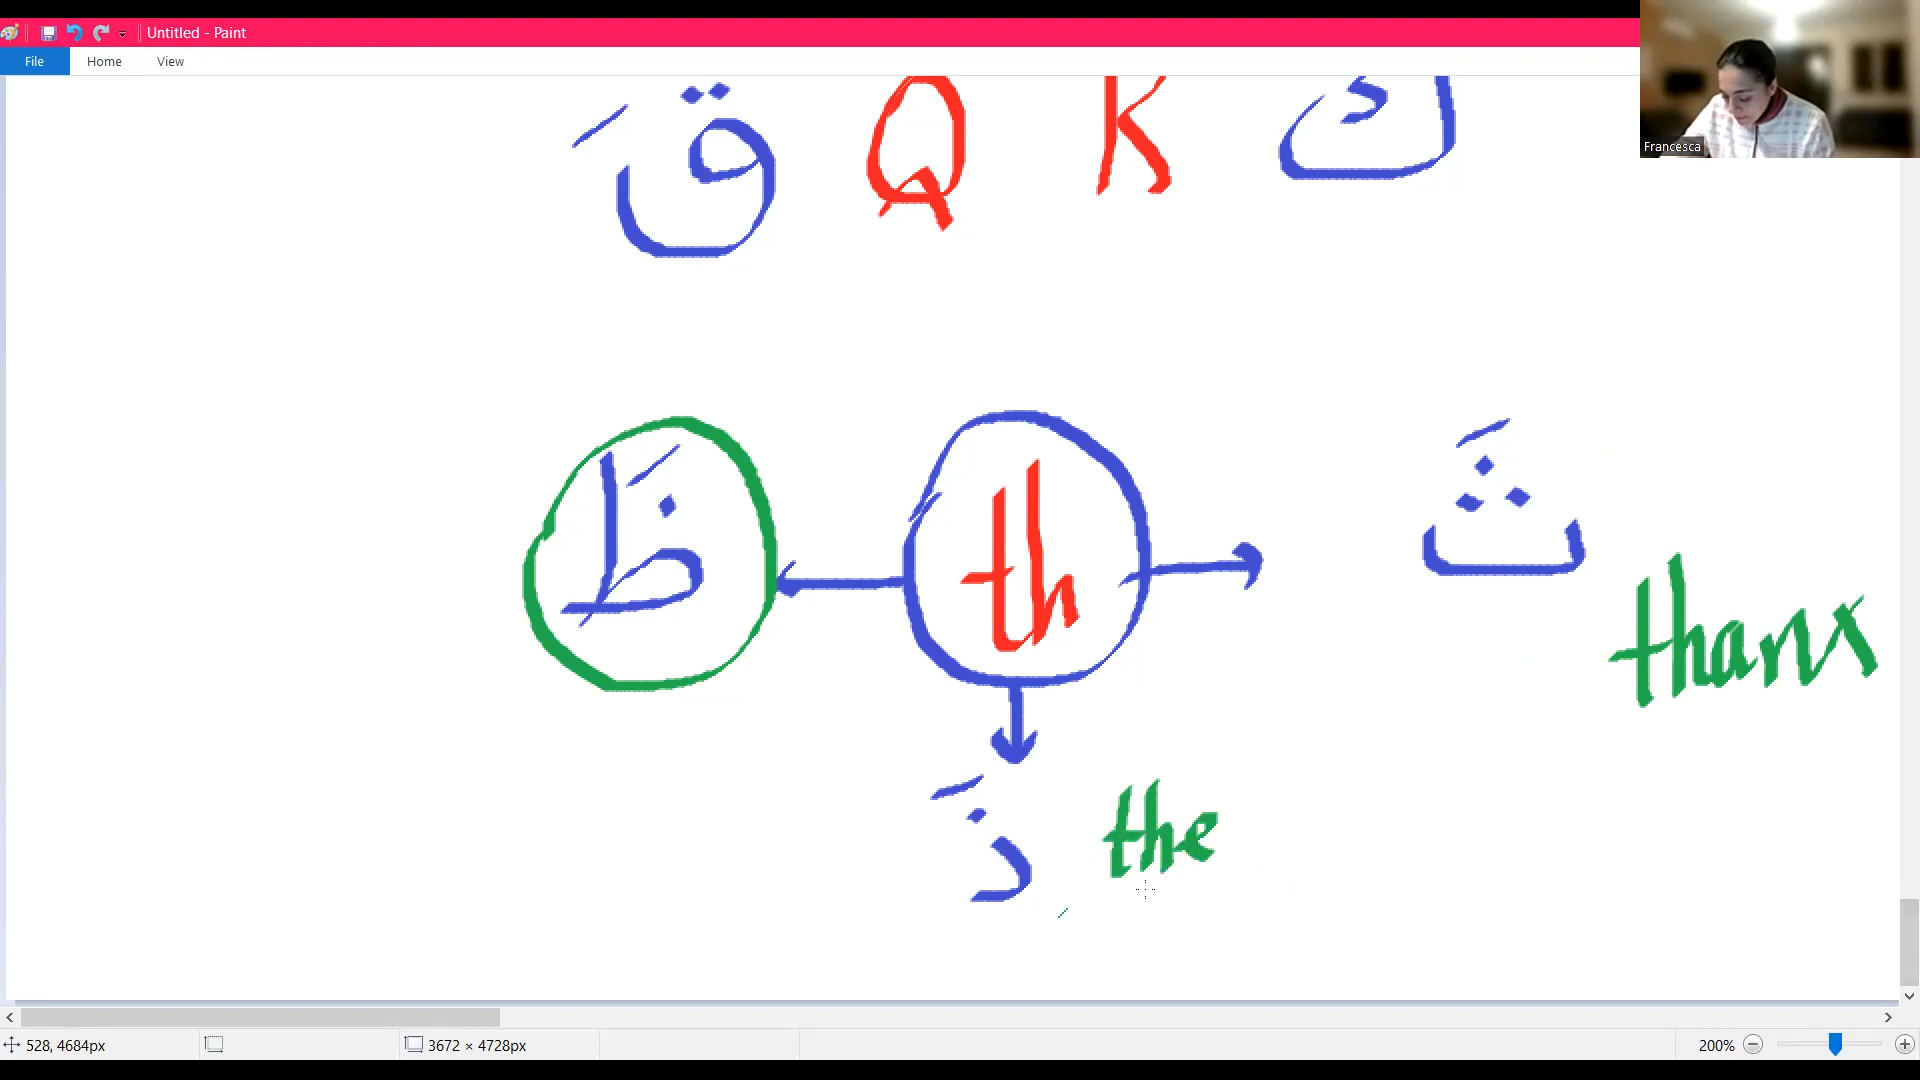 Untitled - Paint
File Home View
Francesca
قَ Q K ك
ظَ th ثَ
thanx
ذَ the
528, 4684px 3672 × 4728px 200%